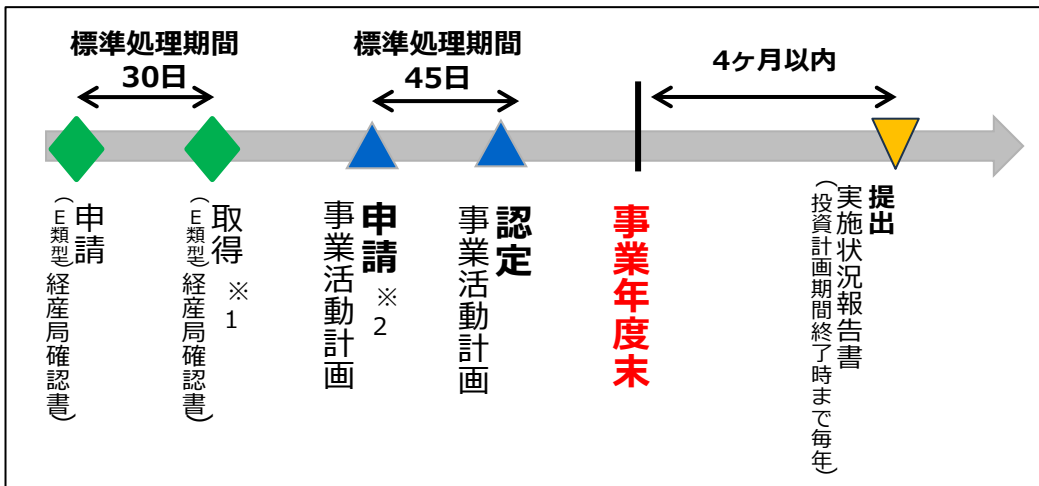 標準処理期間
30日
標準処理期間
45日
4ヶ月以内
申請
(E類型)経産局確認書)
取得 ※1
(E類型)経産局確認書)
申請 ※2
事業活動計画
認定
事業活動計画
事業年度末
提出
実施状況報告書
(投資計画期間終了時まで毎年)